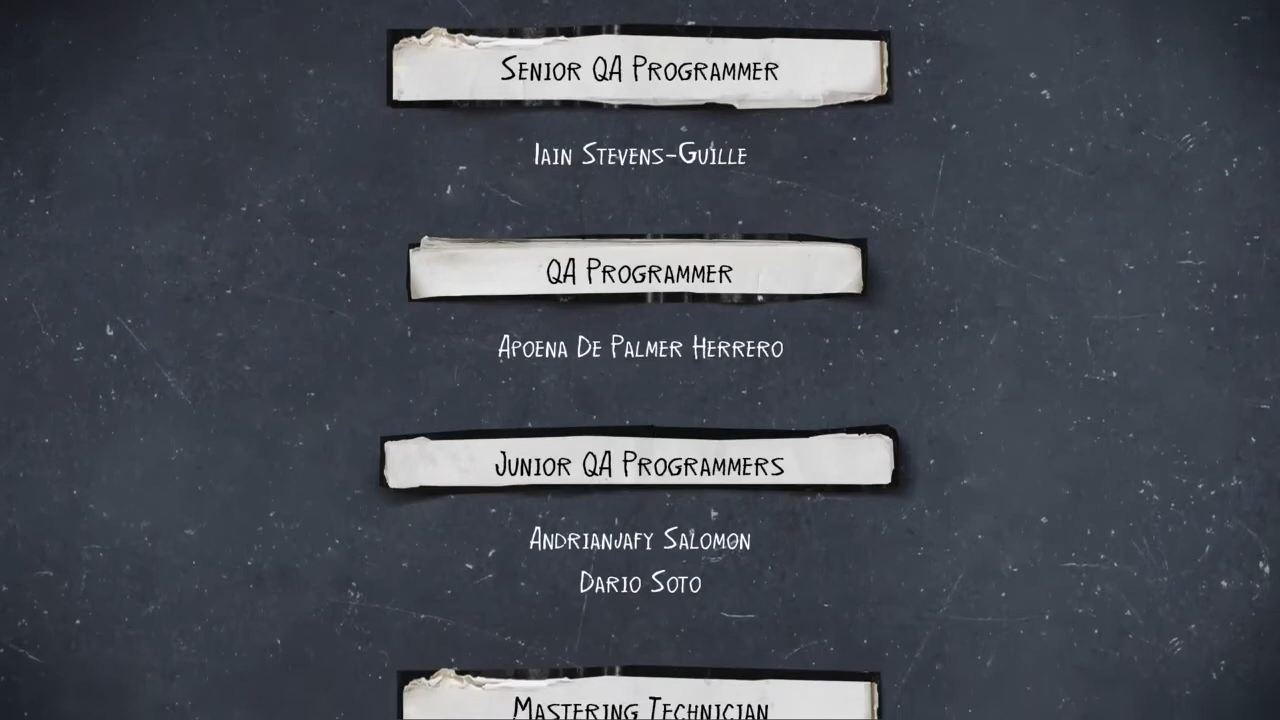 Senior QA Programmer
Iain Stevens-Guille
QA Programmer
Apoena De Palmer Herrero
Junior QA Programmers
Andrianjafy Salomon
Dario Soto
Mastering Technician